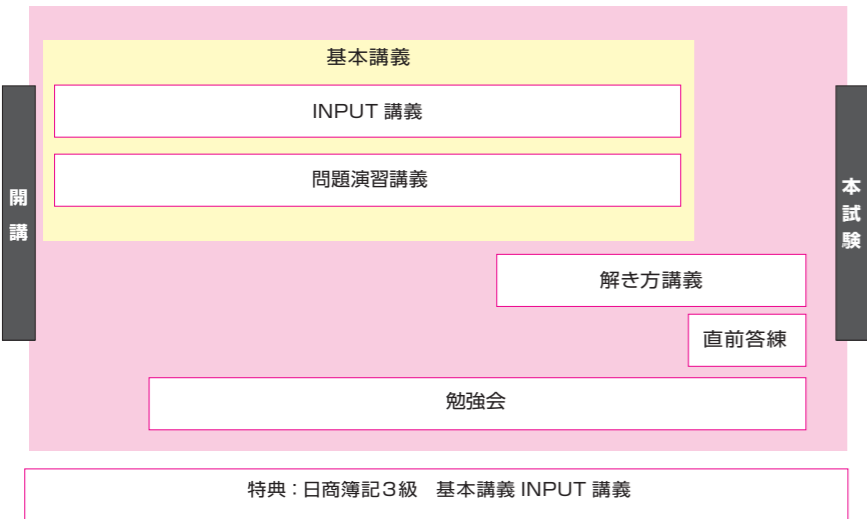 基本講義
INPUT 講義
問題演習講義
開講
本試験
解き方講義
直前答練
勉強会
特典：日商簿記３級　基本講義 INPUT 講義